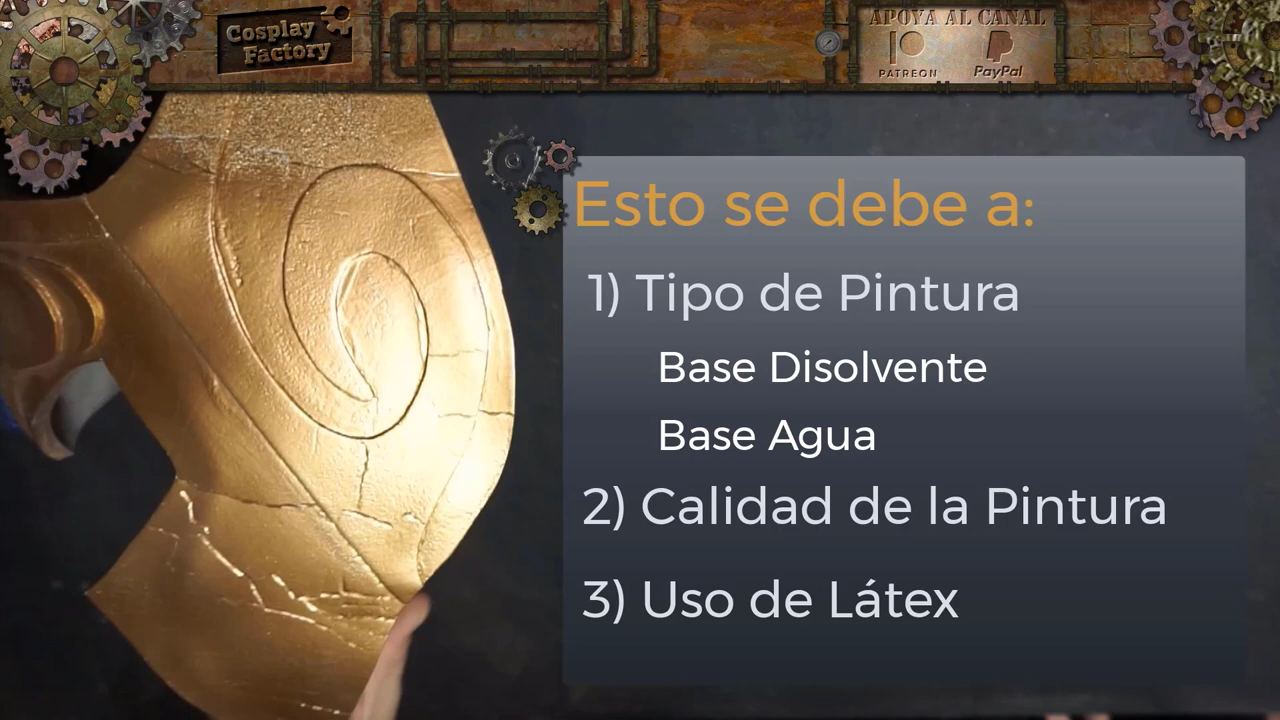 Cosplay
Factory
APOYA AL CANAL
PATREON
PayPal
Esto se debe a:
1) Tipo de Pintura
Base Disolvente
Base Agua
2) Calidad de la Pintura
3) Uso de Látex